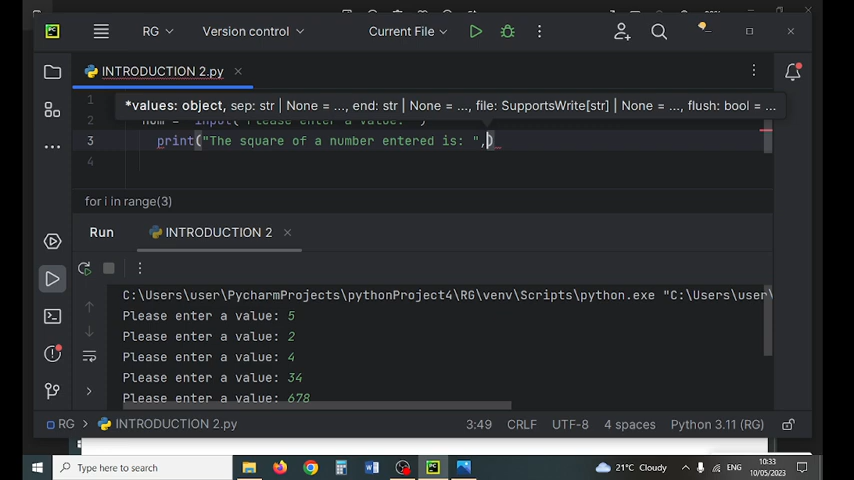 RG Version control Current File
INTRODUCTION 2.py
1 *values: object, sep: str | None = ..., end: str | None = ..., file: SupportsWrite[str] | None = ..., flush: bool = ...
2 num = input("Please enter a value: ")
3 print("The square of a number entered is: ",)
4
for i in range(3)
Run INTRODUCTION 2
C:\Users\user\PycharmProjects\pythonProject4\RG\venv\Scripts\python.exe "C:\Users\user\
Please enter a value: 5
Please enter a value: 2
Please enter a value: 4
Please enter a value: 34
Please enter a value: 678
RG INTRODUCTION 2.py 3:49 CRLF UTF-8 4 spaces Python 3.11 (RG)
Type here to search 21°C Cloudy ENG 10:33
10/05/2023